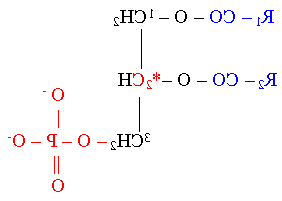 R₁ – CO – O – ¹CH₂
R₂ – CO – O – *₂CH
O⁻
³CH₂ – O – P – O⁻
O